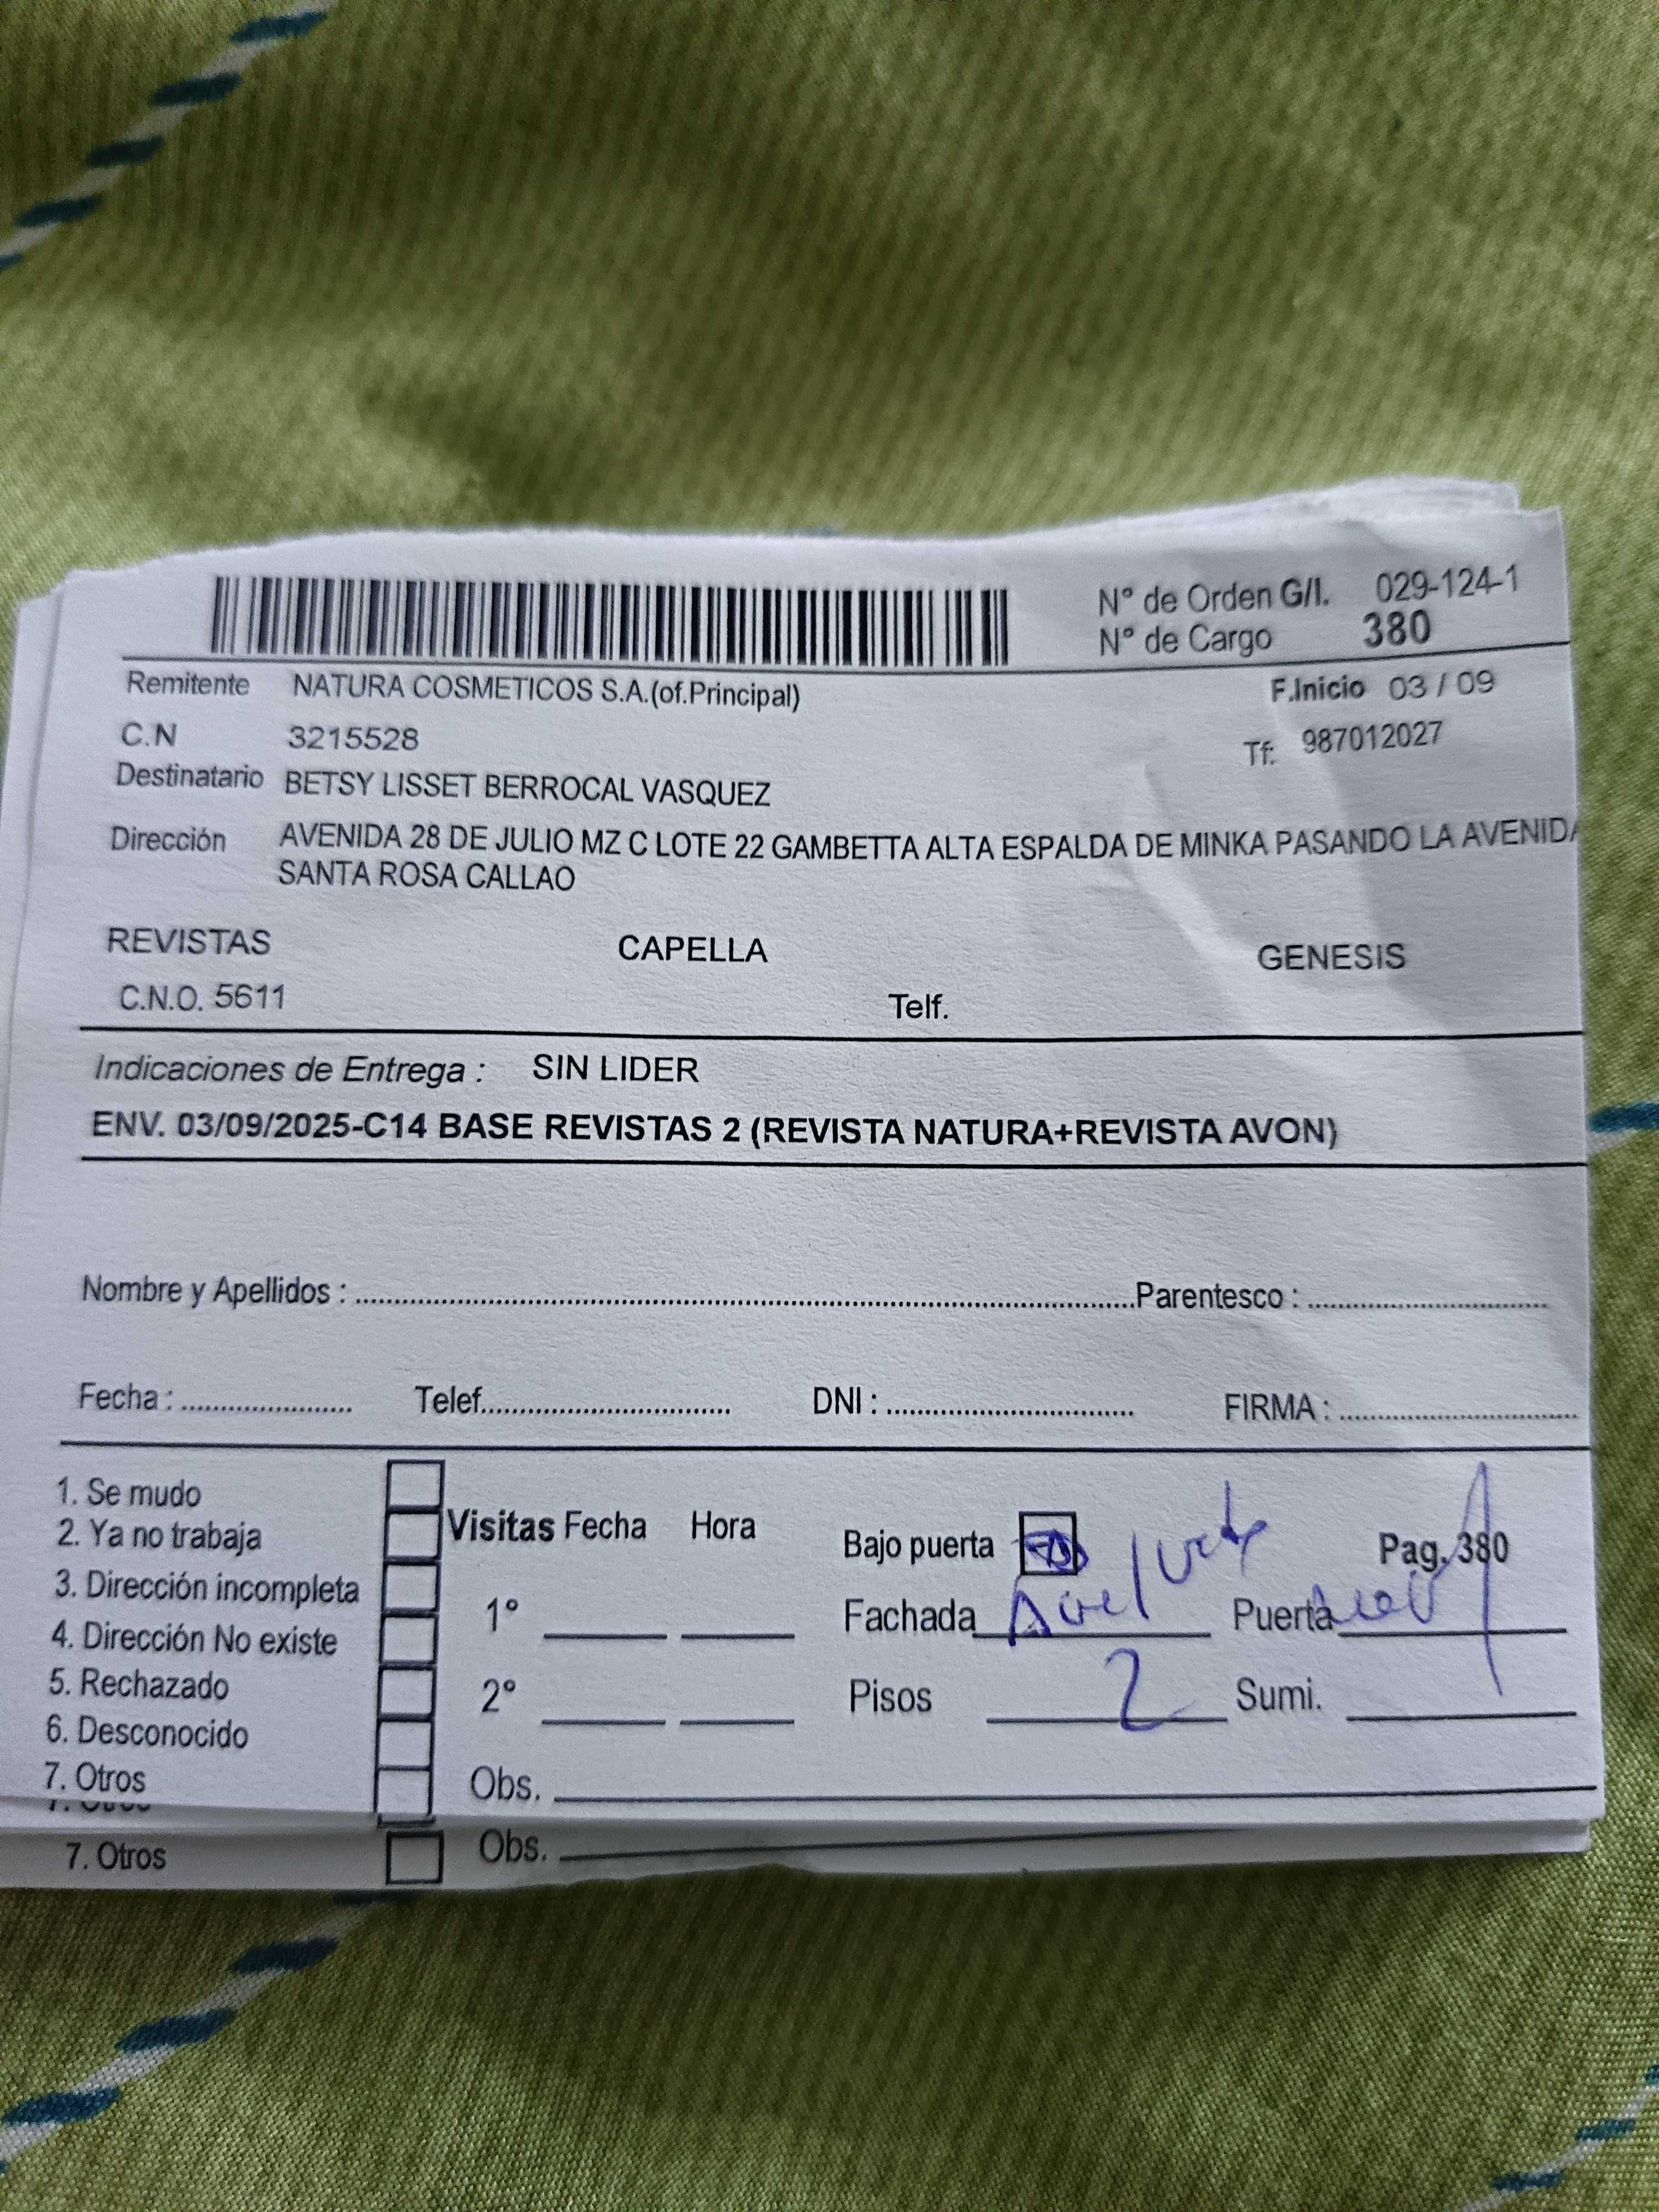 N° de Orden G/I. 029-124-1
N° de Cargo 380
Remitente NATURA COSMETICOS S.A.(of.Principal) F.Inicio 03 / 09
C.N 3215528 Tf: 987012027
Destinatario BETSY LISSET BERROCAL VASQUEZ
Dirección AVENIDA 28 DE JULIO MZ C LOTE 22 GAMBETTA ALTA ESPALDA DE MINKA PASANDO LA AVENIDA
SANTA ROSA CALLAO
REVISTAS CAPELLA GENESIS
C.N.O. 5611 Telf.
Indicaciones de Entrega : SIN LIDER
ENV. 03/09/2025-C14 BASE REVISTAS 2 (REVISTA NATURA+REVISTA AVON)
Nombre y Apellidos : Parentesco :
Fecha : Telef. DNI : FIRMA :
1. Se mudo
2. Ya no trabaja
3. Dirección incompleta
4. Dirección No existe
5. Rechazado
6. Desconocido
7. Otros
Visitas Fecha Hora
1°
2°
Bajo puerta Pag. 380
Fachada Puerta
Pisos 2 Sumi.
Obs.
7. Otros Obs.